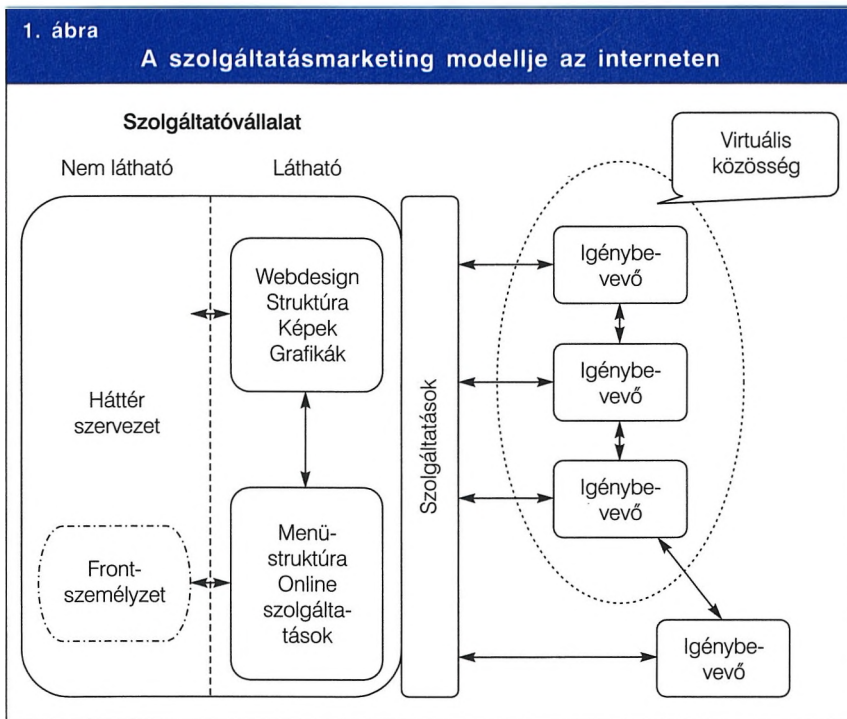 1. ábra
A szolgáltatásmarketing modellje az interneten
Szolgáltatóvállalat
Nem látható
Látható
Virtuális
közösség
Webdesign
Struktúra
Képek
Grafikák
Háttér
szervezet
Front-
személyzet
Menü-
struktúra
Online
szolgálta-
tások
Szolgáltatások
Igénybe-
vevő
Igénybe-
vevő
Igénybe-
vevő
Igénybe-
vevő